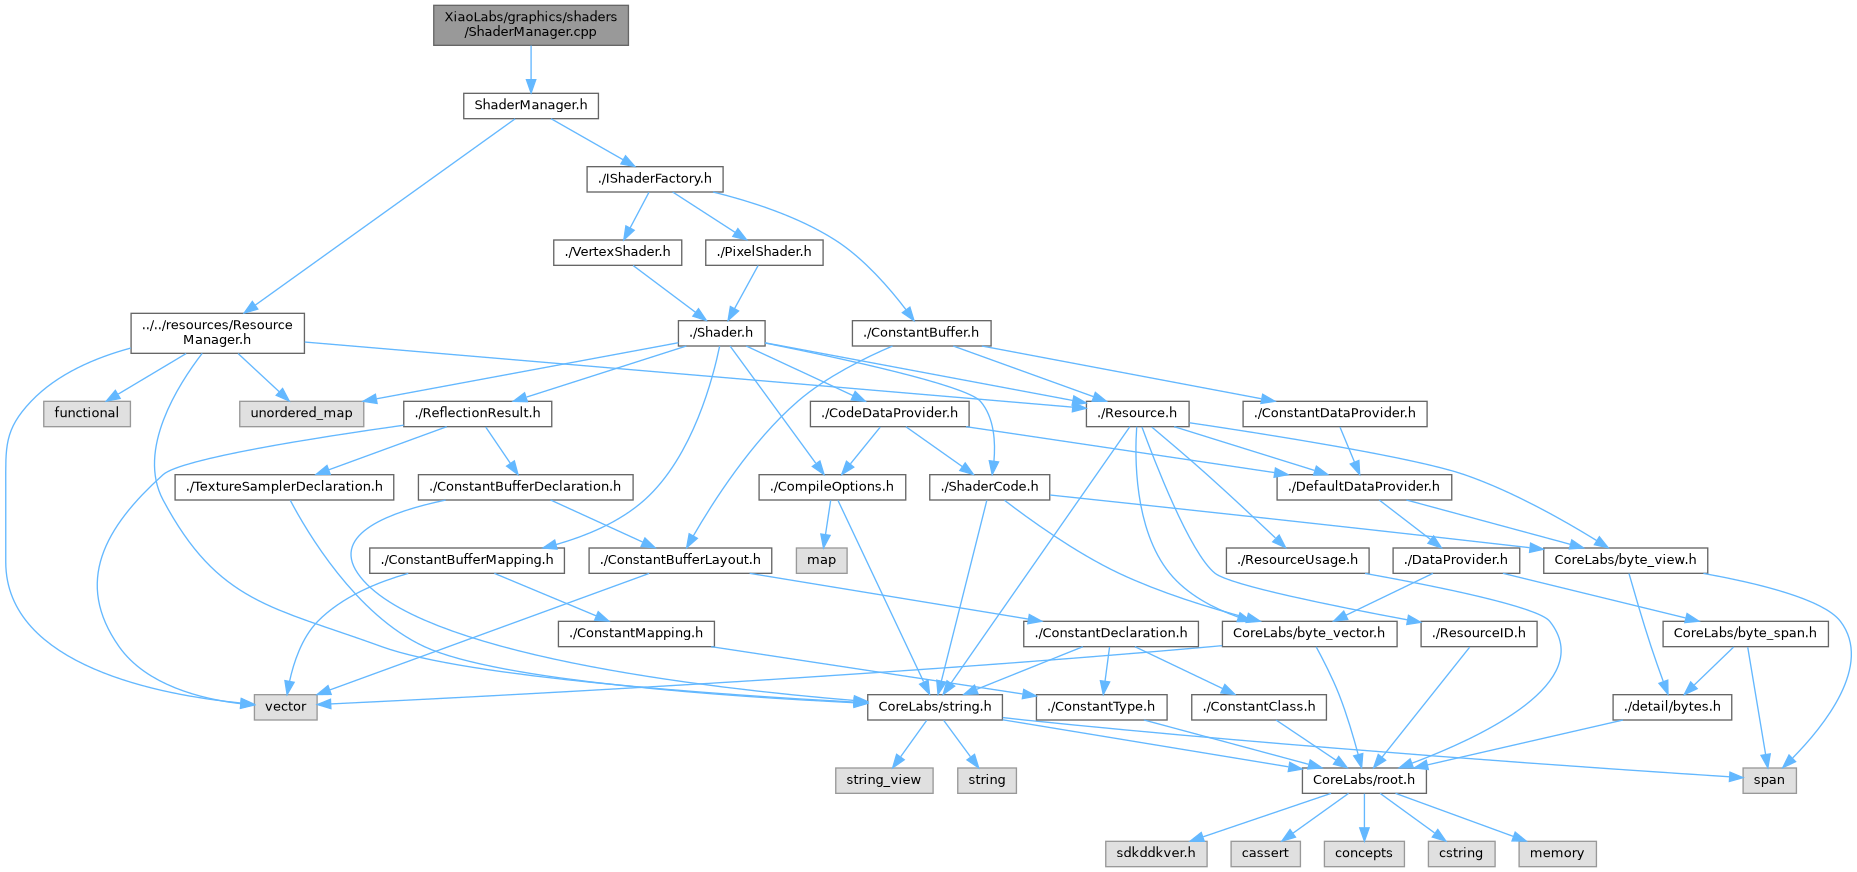 XiaoLabs/graphics/shaders
/ShaderManager.cpp
ShaderManager.h
./IShaderFactory.h
./VertexShader.h
./PixelShader.h
../../resources/Resource
Manager.h
./Shader.h
./ConstantBuffer.h
functional
unordered_map
./ReflectionResult.h
./CodeDataProvider.h
./Resource.h
./ConstantDataProvider.h
./TextureSamplerDeclaration.h
./ConstantBufferDeclaration.h
./CompileOptions.h
./ShaderCode.h
./DefaultDataProvider.h
./ConstantBufferMapping.h
./ConstantBufferLayout.h
map
./ResourceUsage.h
./DataProvider.h
CoreLabs/byte_view.h
./ConstantMapping.h
./ConstantDeclaration.h
CoreLabs/byte_vector.h
./ResourceID.h
CoreLabs/byte_span.h
vector
CoreLabs/string.h
./ConstantType.h
./ConstantClass.h
./detail/bytes.h
string_view
string
CoreLabs/root.h
span
sdkddkver.h
cassert
concepts
cstring
memory